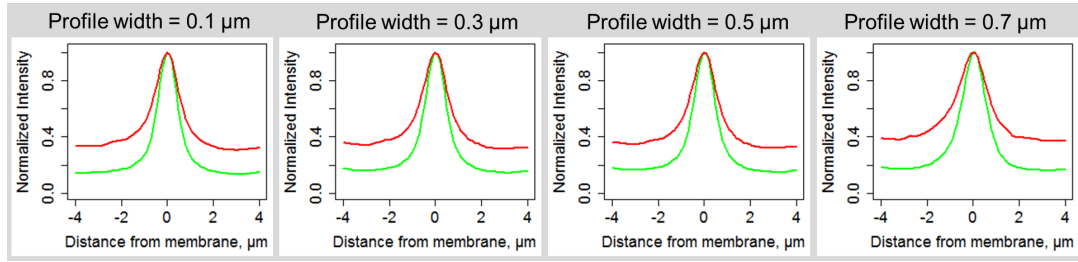 Profile width = 0.1 µm
Normalized Intensity
0.0
0.4
0.8
-4 -2 0 2 4
Distance from membrane, µm
Profile width = 0.3 µm
Normalized Intensity
0.0
0.4
0.8
-4 -2 0 2 4
Distance from membrane, µm
Profile width = 0.5 µm
Normalized Intensity
0.0
0.4
0.8
-4 -2 0 2 4
Distance from membrane, µm
Profile width = 0.7 µm
Normalized Intensity
0.0
0.4
0.8
-4 -2 0 2 4
Distance from membrane, µm